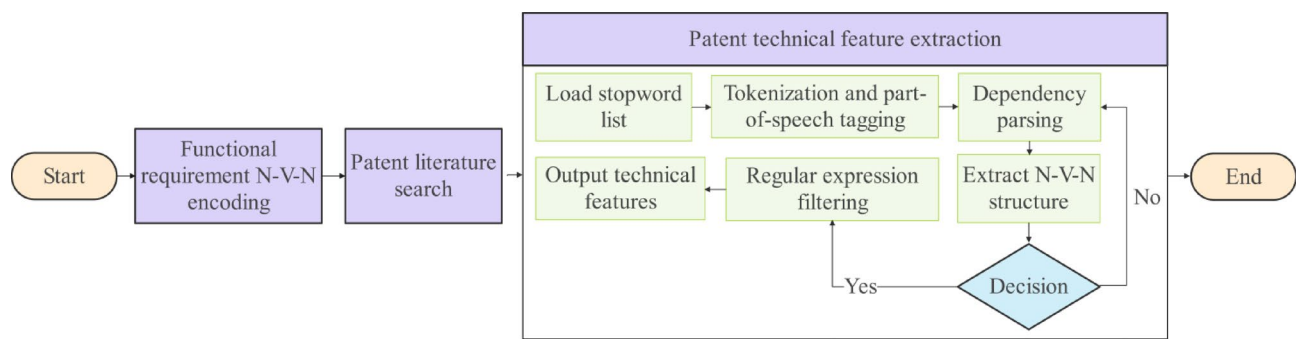 Start
Functional
requirement N-V-N
encoding
Patent literature
search
Patent technical feature extraction
Load stopword
list
Tokenization and part-
of-speech tagging
Dependency
parsing
Extract N-V-N
structure
Decision
No
Yes
Regular expression
filtering
Output technical
features
End